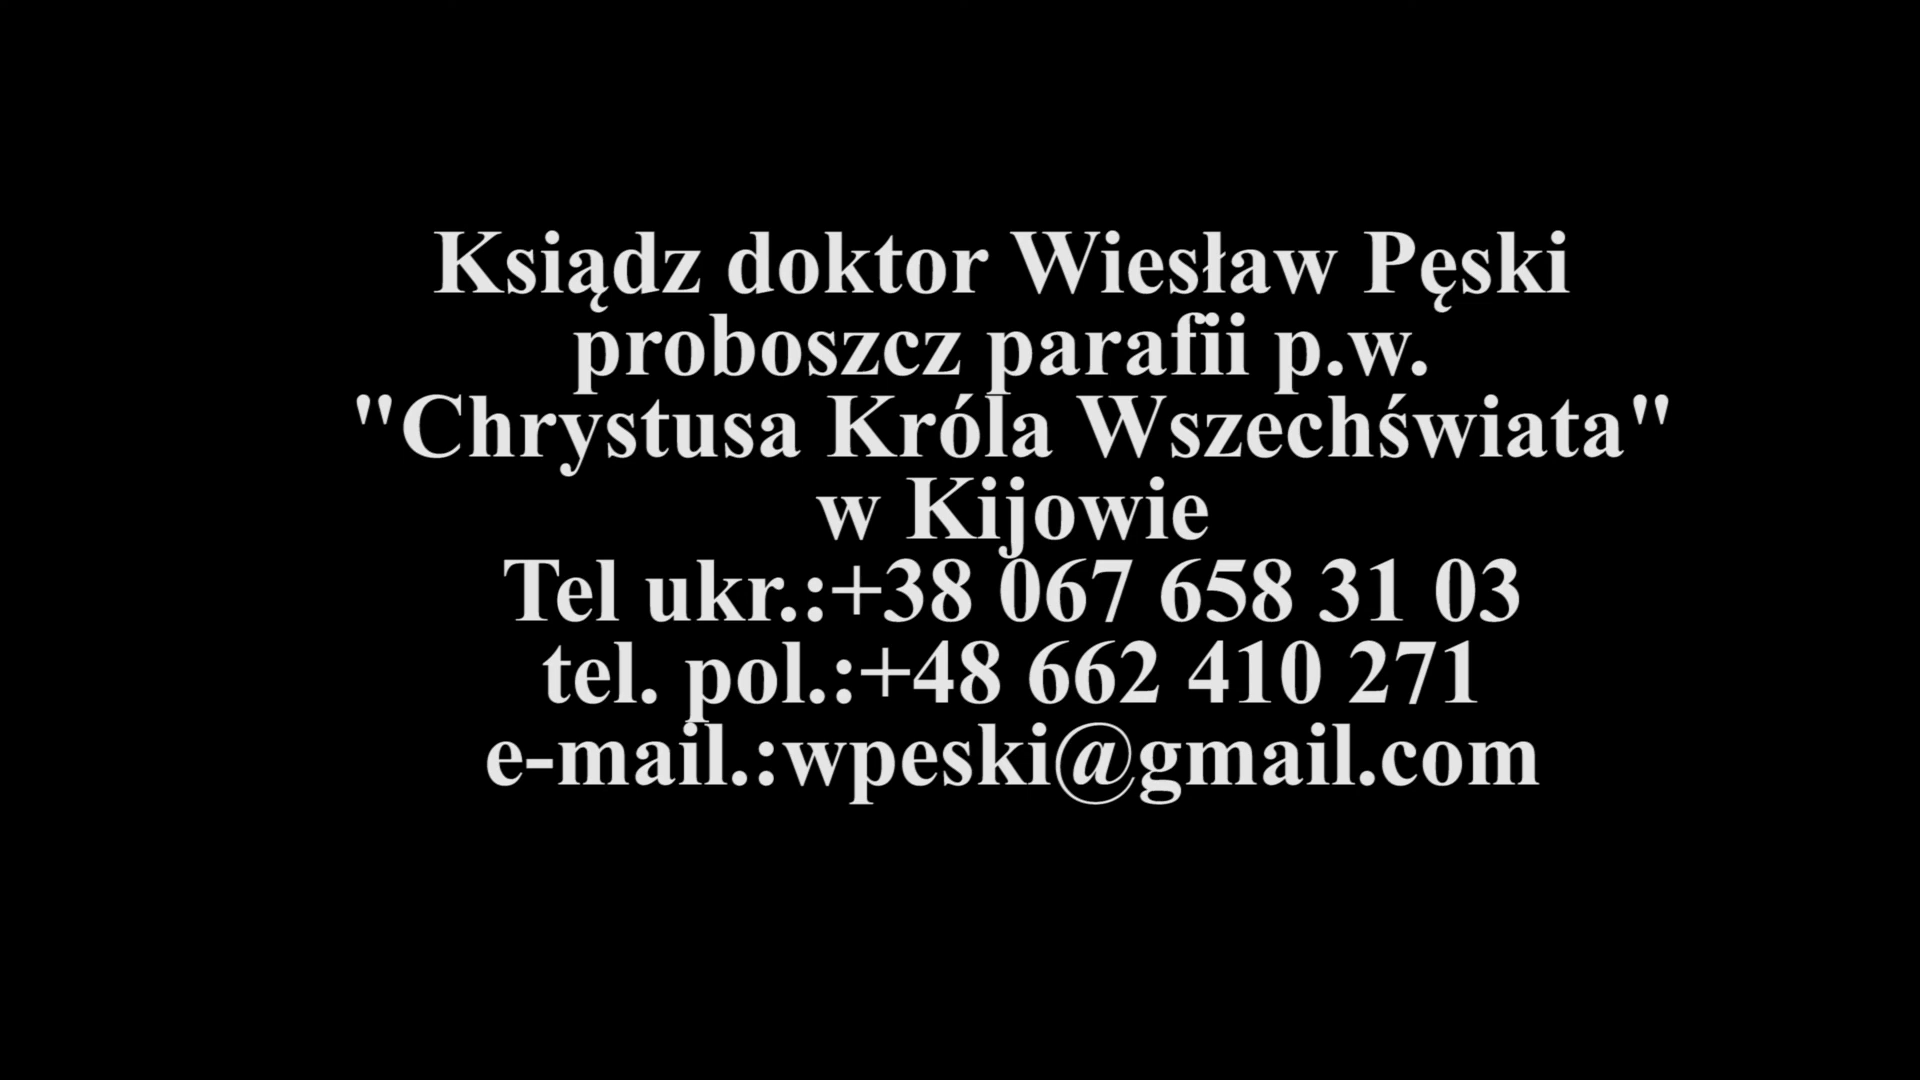 Ksiądz doktor Wiesław Pęski
proboszcz parafii p.w.
"Chrystusa Króla Wszechświata"
w Kijowie
Tel ukr.:+38 067 658 31 03
tel. pol.:+48 662 410 271
e-mail.:wpeski@gmail.com